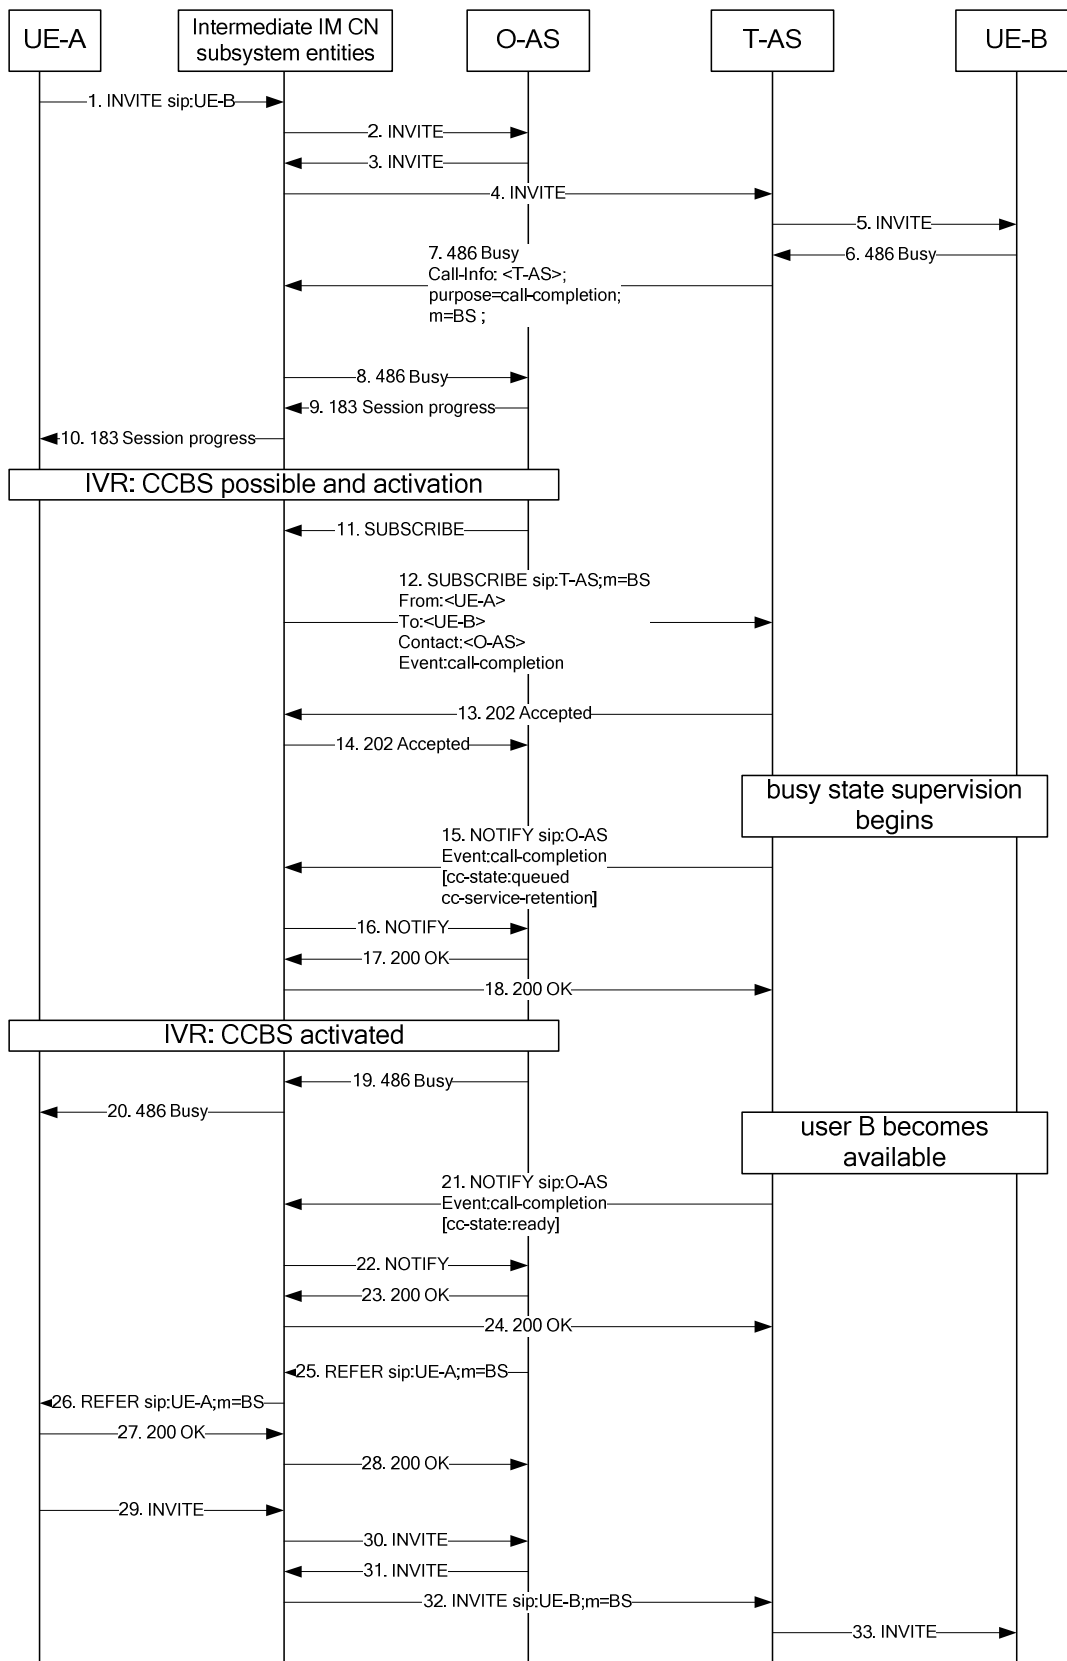 UE-A
Intermediate IM CN
subsystem entities
O-AS
T-AS
UE-B
1. INVITE sip:UE-B
2. INVITE
3. INVITE
4. INVITE
5. INVITE
6. 486 Busy
7. 486 Busy
Call-Info: <T-AS>;
purpose=call-completion;
m=BS ;
8. 486 Busy
9. 183 Session progress
10. 183 Session progress
IVR: CCBS possible and activation
11. SUBSCRIBE
12. SUBSCRIBE sip:T-AS;m=BS
From:<UE-A>
To:<UE-B>
Contact:<O-AS>
Event:call-completion
13. 202 Accepted
14. 202 Accepted
busy state supervision
begins
15. NOTIFY sip:O-AS
Event:call-completion
[cc-state:queued
cc-service-retention]
16. NOTIFY
17. 200 OK
18. 200 OK
IVR: CCBS activated
19. 486 Busy
20. 486 Busy
user B becomes
available
21. NOTIFY sip:O-AS
Event:call-completion
[cc-state:ready]
22. NOTIFY
23. 200 OK
24. 200 OK
25. REFER sip:UE-A;m=BS
26. REFER sip:UE-A;m=BS
27. 200 OK
28. 200 OK
29. INVITE
30. INVITE
31. INVITE
32. INVITE sip:UE-B;m=BS
33. INVITE